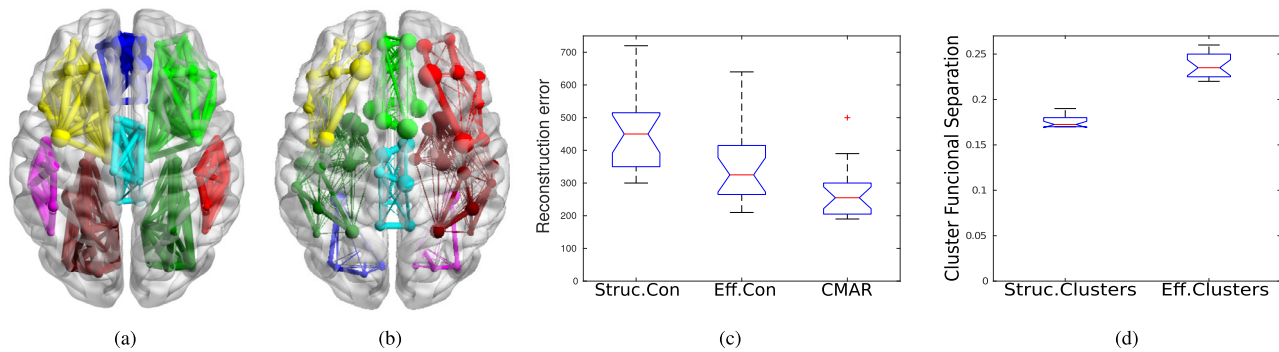 Reconstruction error
700
600
500
400
300
200
100
0
Struc.Con Eff.Con CMAR
Cluster Funcional Separation
0.25
0.2
0.15
0.1
0.05
0
Struc.Clusters Eff.Clusters
(a) (b) (c) (d)